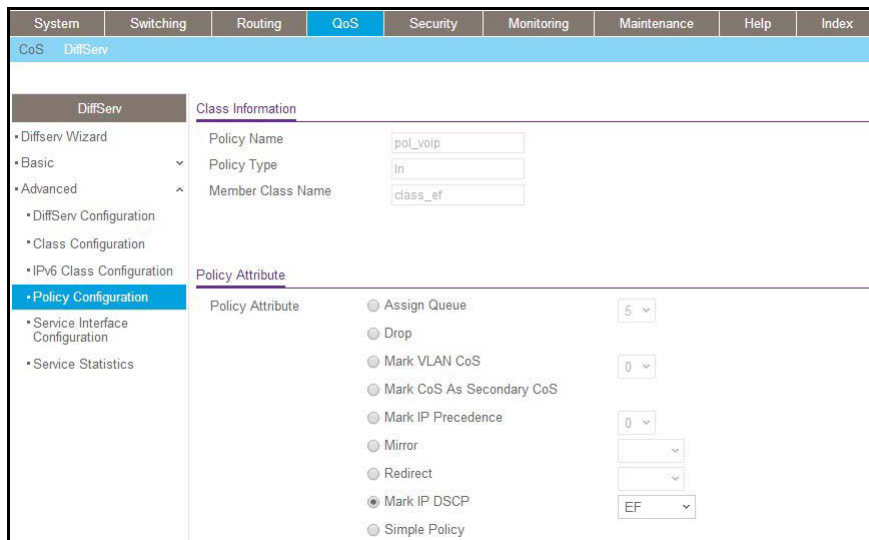 System Switching Routing QoS Security Monitoring Maintenance Help Index
CoS DiffServ
DiffServ
Diffserv Wizard
Basic
Advanced
DiffServ Configuration
Class Configuration
IPv6 Class Configuration
Policy Configuration
Service Interface
Configuration
Service Statistics
Class Information
Policy Name pol_voip
Policy Type In
Member Class Name class_ef
Policy Attribute
Policy Attribute Assign Queue 5
Drop
Mark VLAN CoS 0
Mark CoS As Secondary CoS
Mark IP Precedence 0
Mirror
Redirect
Mark IP DSCP EF
Simple Policy